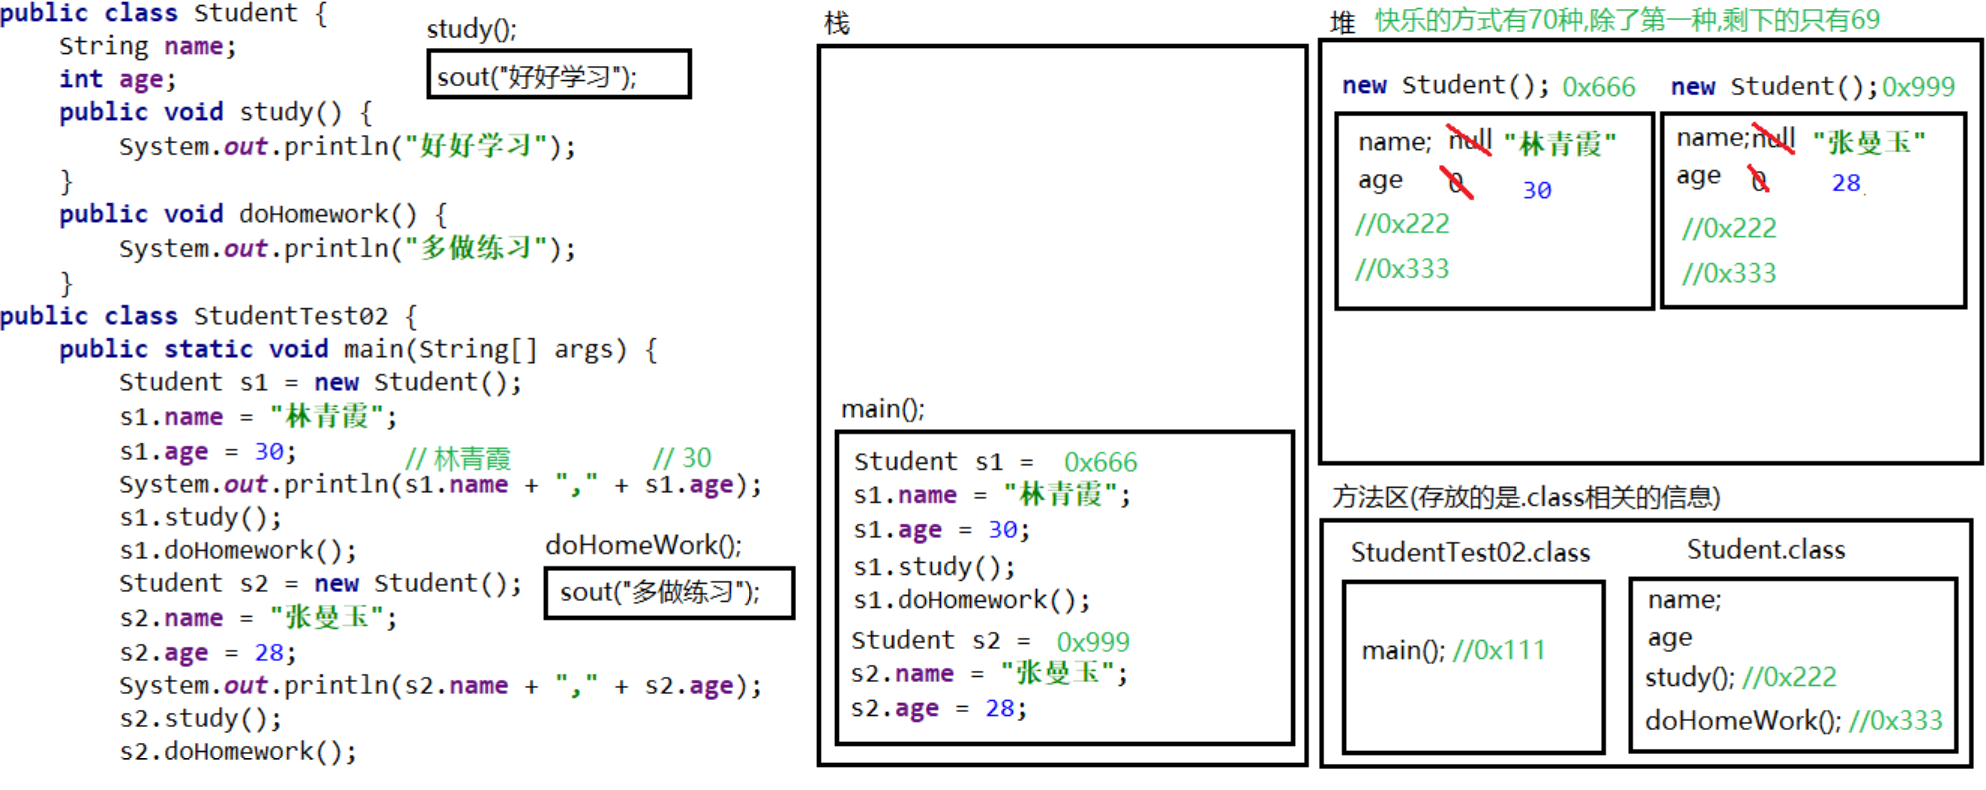 public class Student {
String name;
int age;
public void study() {
System.out.println("好好学习");
}
public void doHomework() {
System.out.println("多做练习");
}
public class StudentTest02 {
public static void main(String[] args) {
Student s1 = new Student();
s1.name = "林青霞";
s1.age = 30;
// 林青霞 // 30
System.out.println(s1.name + "," + s1.age);
s1.study();
s1.doHomework();
Student s2 = new Student();
s2.name = "张曼玉";
s2.age = 28;
System.out.println(s2.name + "," + s2.age);
s2.study();
s2.doHomework();
study();
sout("好好学习");
doHomeWork();
sout("多做练习");
栈
main();
Student s1 = 0x666
s1.name = "林青霞";
s1.age = 30;
s1.study();
s1.doHomework();
Student s2 = 0x999
s2.name = "张曼玉";
s2.age = 28;
堆 快乐的方式有70种,除了第一种,剩下的只有69
new Student(); 0x666
name; null "林青霞"
age 0 30
//0x222
//0x333
new Student();0x999
name;null "张曼玉"
age 0 28
//0x222
//0x333
方法区(存放的是.class相关的信息)
StudentTest02.class
main(); //0x111
Student.class
name;
age
study(); //0x222
doHomeWork(); //0x333